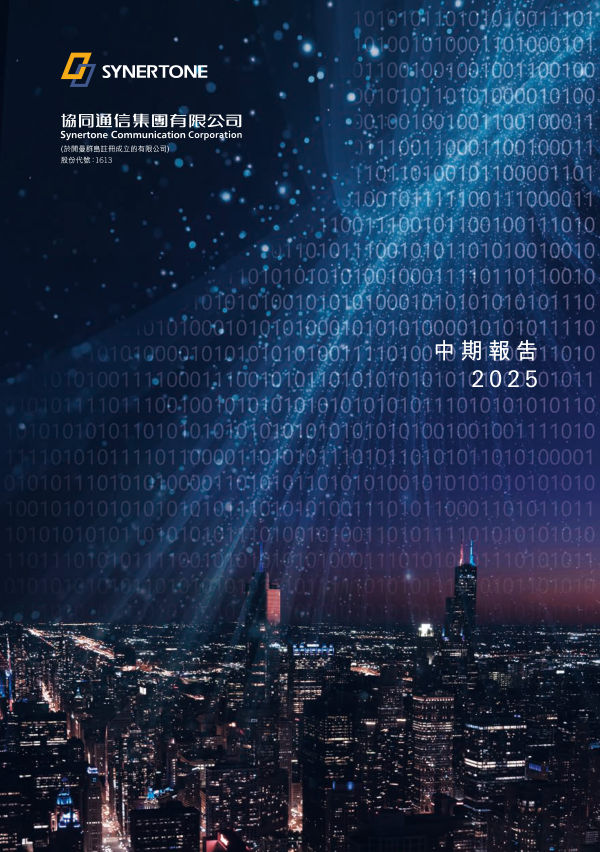 SYNERTONE
協同通信集團有限公司
Synertone Communication Corporation
(於開曼群島註冊成立的有限公司)
股份代號：1613
中期報告
2025